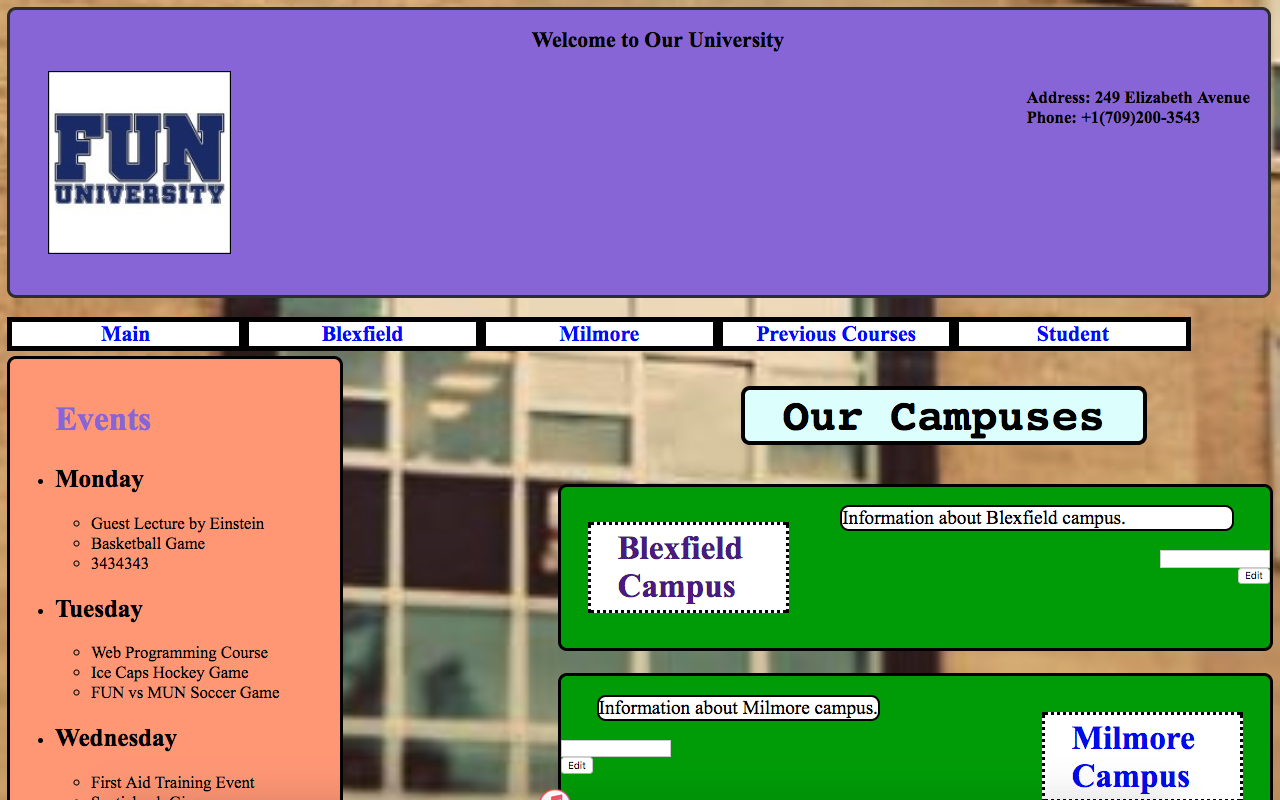 Welcome to Our University
FUN
UNIVERSITY
Address: 249 Elizabeth Avenue
Phone: +1(709)200-3543
Main
Blexfield
Milmore
Previous Courses
Student
Events
Monday
Guest Lecture by Einstein
Basketball Game
3434343
Tuesday
Web Programming Course
Ice Caps Hockey Game
FUN vs MUN Soccer Game
Wednesday
First Aid Training Event
Our Campuses
Blexfield
Campus
Information about Blexfield campus.
Edit
Information about Milmore campus.
Edit
Milmore
Campus